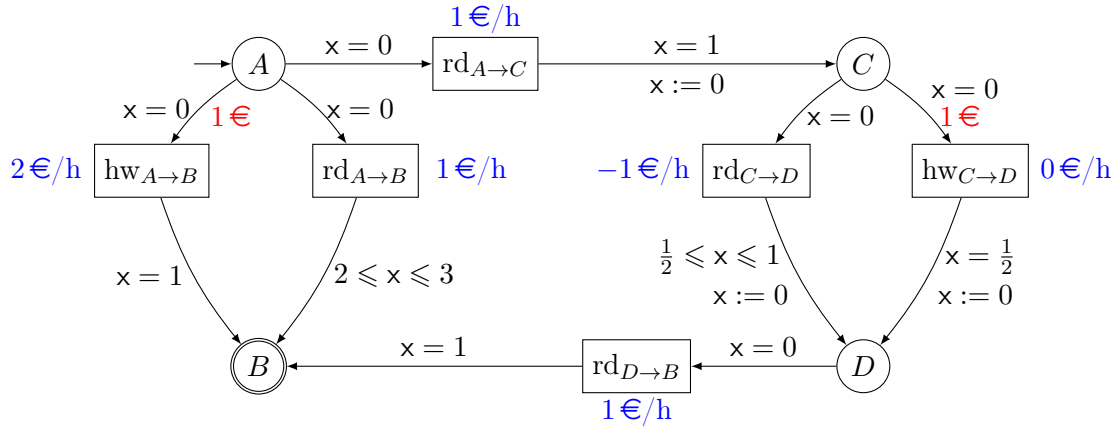 1 €/h
A
x = 0
rd_{A→C}
x = 1
x := 0
C
x = 0
1 €
x = 0
x = 0
x = 0
1 €
2 €/h
hw_{A→B}
rd_{A→B}
1 €/h
−1 €/h
rd_{C→D}
hw_{C→D}
0 €/h
x = 1
2 ⩽ x ⩽ 3
1/2 ⩽ x ⩽ 1
x := 0
x = 1/2
x := 0
B
x = 1
rd_{D→B}
x = 0
D
1 €/h